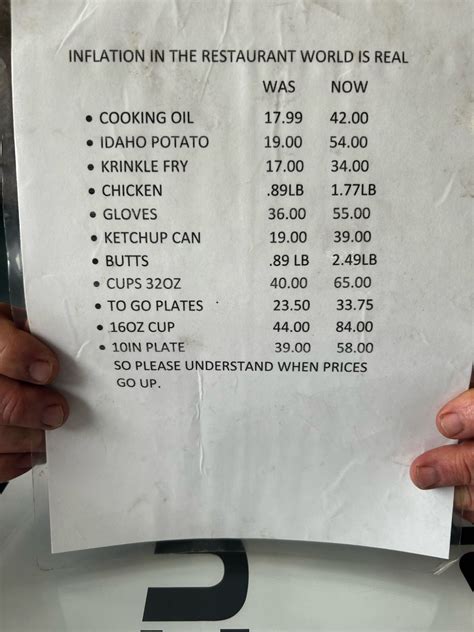 INFLATION IN THE RESTAURANT WORLD IS REAL
WAS NOW
• COOKING OIL 17.99 42.00
• IDAHO POTATO 19.00 54.00
• KRINKLE FRY 17.00 34.00
• CHICKEN .89LB 1.77LB
• GLOVES 36.00 55.00
• KETCHUP CAN 19.00 39.00
• BUTTS .89 LB 2.49LB
• CUPS 32OZ 40.00 65.00
• TO GO PLATES 23.50 33.75
• 16OZ CUP 44.00 84.00
• 10IN PLATE 39.00 58.00
SO PLEASE UNDERSTAND WHEN PRICES
GO UP.